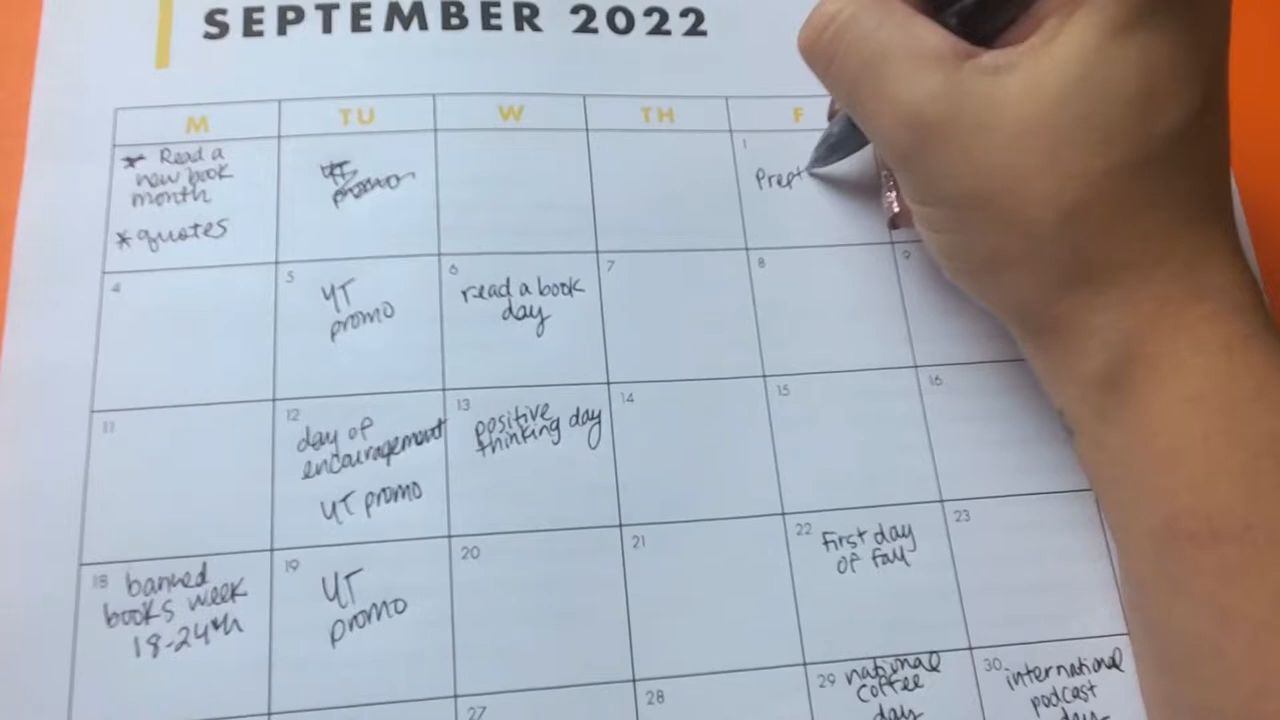 SEPTEMBER 2022
M TU W TH F
* Read a
new book
month
* quotes
promo
1
Prept
4
5
YT
promo
6
read a book
day
7
8
9
11
12
day of
encouragement
YT promo
13
positive
thinking day
14
15
16
18 banned
books week
18-24th
19
YT
promo
20
21
22 first day
of fall
23
27
28
29 national
coffee
day
30 international
podcast
day